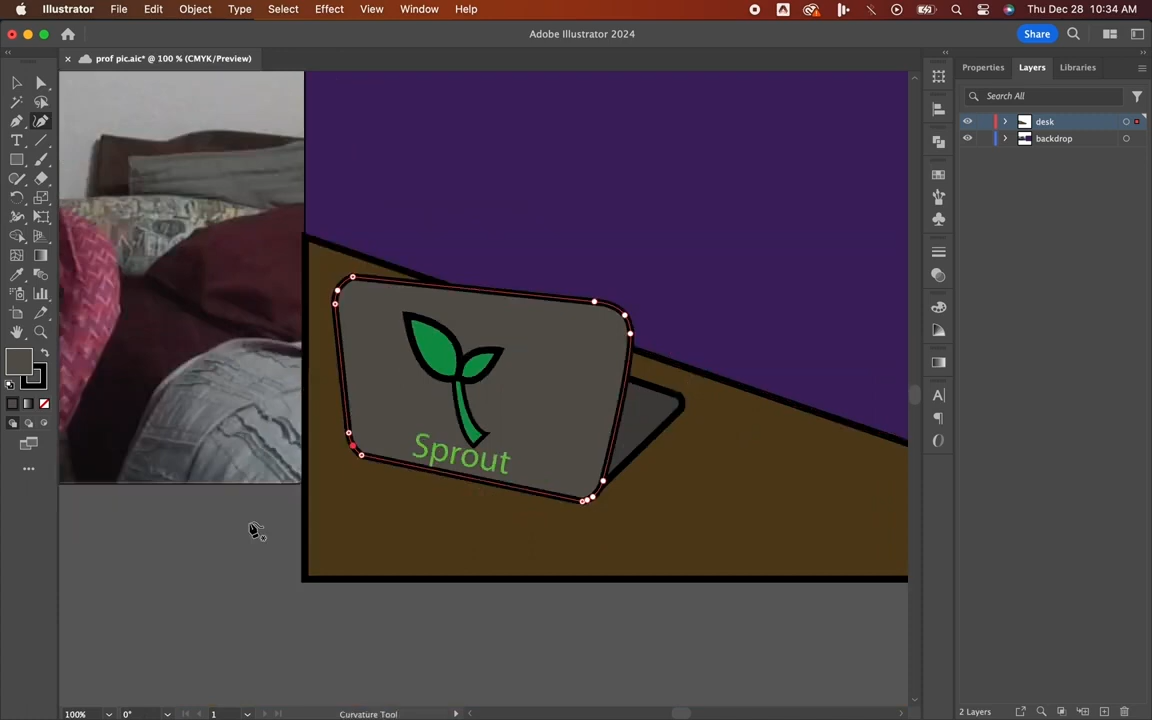 Illustrator File Edit Object Type Select Effect View Window Help Thu Dec 28 10:34 AM
Adobe Illustrator 2024 Share
× prof pic.aic* @ 100 % (CMYK/Preview)
Properties Layers Libraries
Search All
desk
backdrop
Sprout
2 Layers
100% 0° 1 Curvature Tool